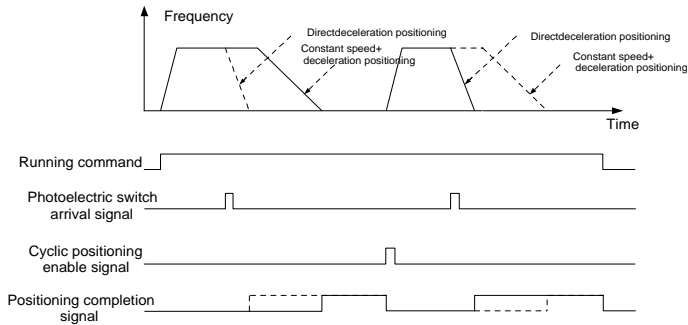 Frequency
Directdeceleration positioning
Constant speed+
deceleration positioning
Directdeceleration positioning
Constant speed+
deceleration positioning
Time
Running command
Photoelectric switch
arrival signal
Cyclic positioning
enable signal
Positioning completion
signal